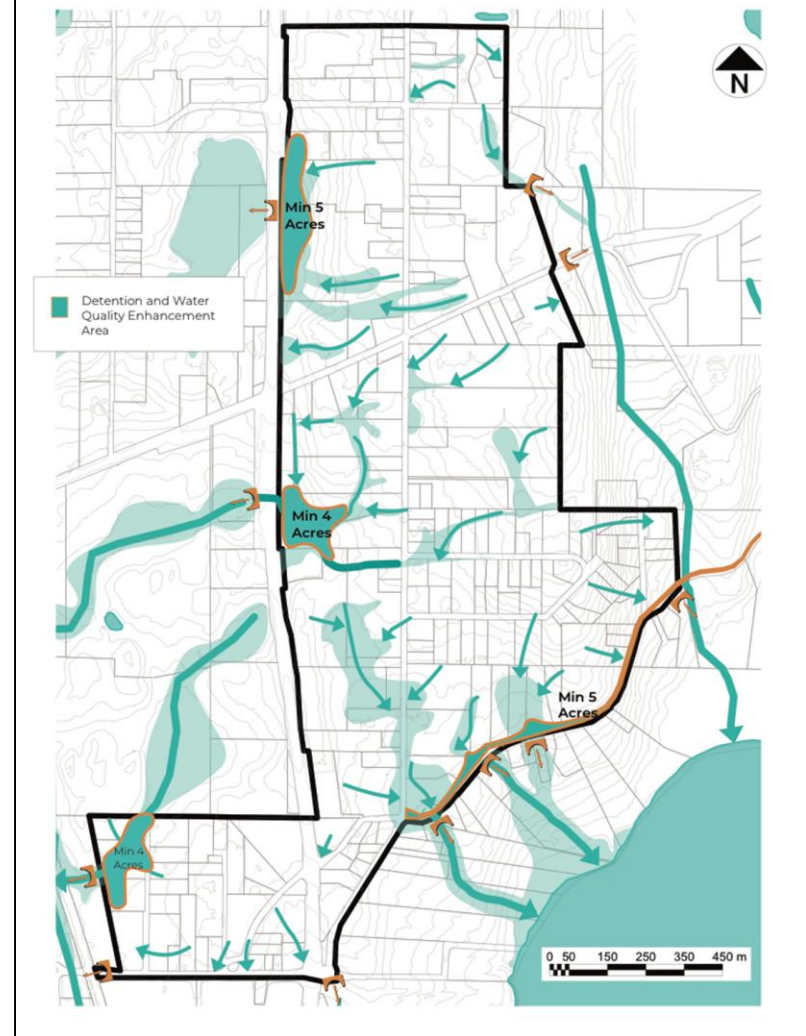 N
Min 5
Acres
Detention and Water
Quality Enhancement
Area
Min 4
Acres
Min 5
Acres
Min 4
Acres
0 50 150 250 350 450 m